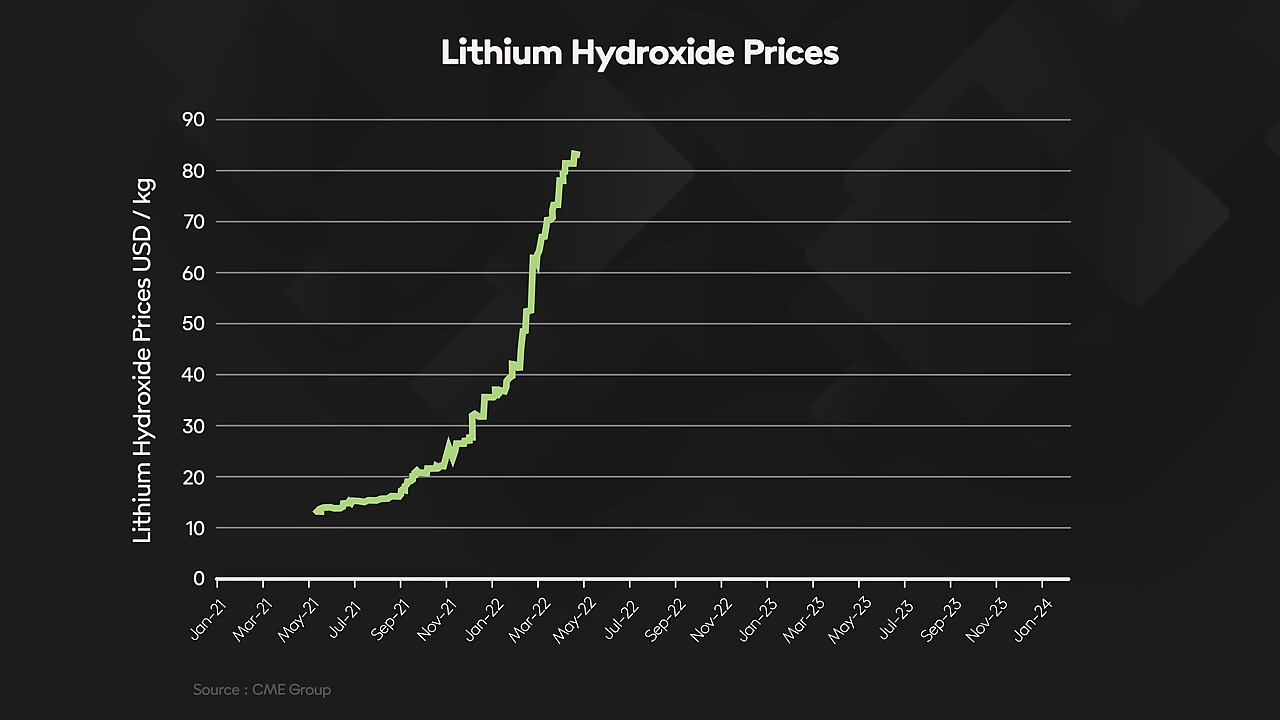 Lithium Hydroxide Prices
Lithium Hydroxide Prices USD / kg
90
80
70
60
50
40
30
20
10
0
Jan-21
Mar-21
May-21
Jul-21
Sep-21
Nov-21
Jan-22
Mar-22
May-22
Jul-22
Sep-22
Nov-22
Jan-23
Mar-23
May-23
Jul-23
Sep-23
Nov-23
Jan-24
Source : CME Group